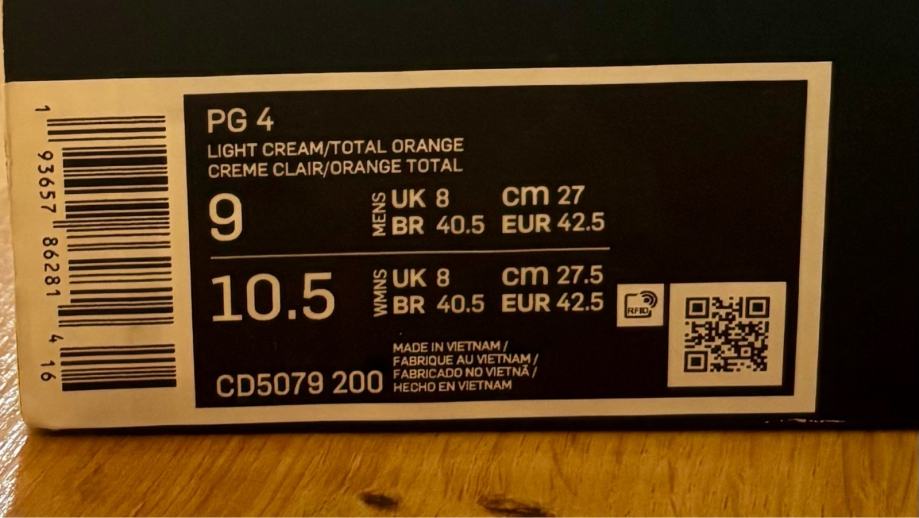 PG 4
LIGHT CREAM/TOTAL ORANGE
CREME CLAIR/ORANGE TOTAL
9 MENS UK 8 cm 27
BR 40.5 EUR 42.5
10.5 WMNS UK 8 cm 27.5
BR 40.5 EUR 42.5
RFID
MADE IN VIETNAM /
FABRIQUE AU VIETNAM /
FABRICADO NO VIETNÃ /
HECHO EN VIETNAM
CD5079 200
1 93657 86281 4 16